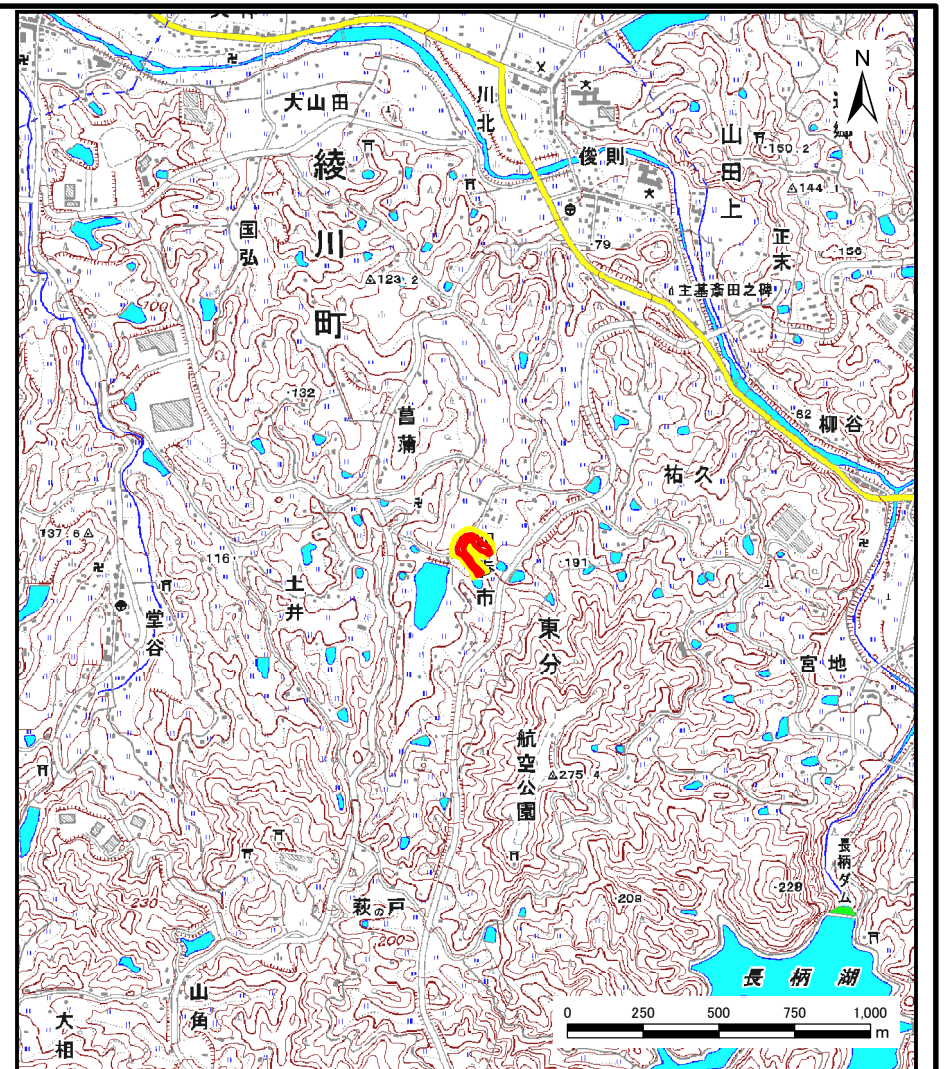 N
大山田
川北
山田上
150.2
綾川町
俊則
144.1
国弘
正末
79
156
123.2
主基斎田之碑
100
132
菖蒲
82
柳谷
祐久
137.6
116
191
土井
市
堂谷
東分
宮地
航空公園
275.4
長柄ダム
228
208
230
萩の戸
200
長柄湖
山角
大相
0 250 500 750 1,000
m